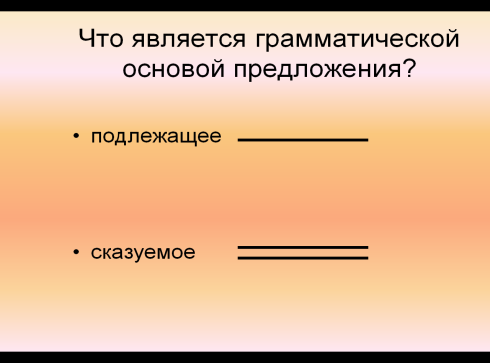 Что является грамматической
основой предложения?
• подлежащее
• сказуемое